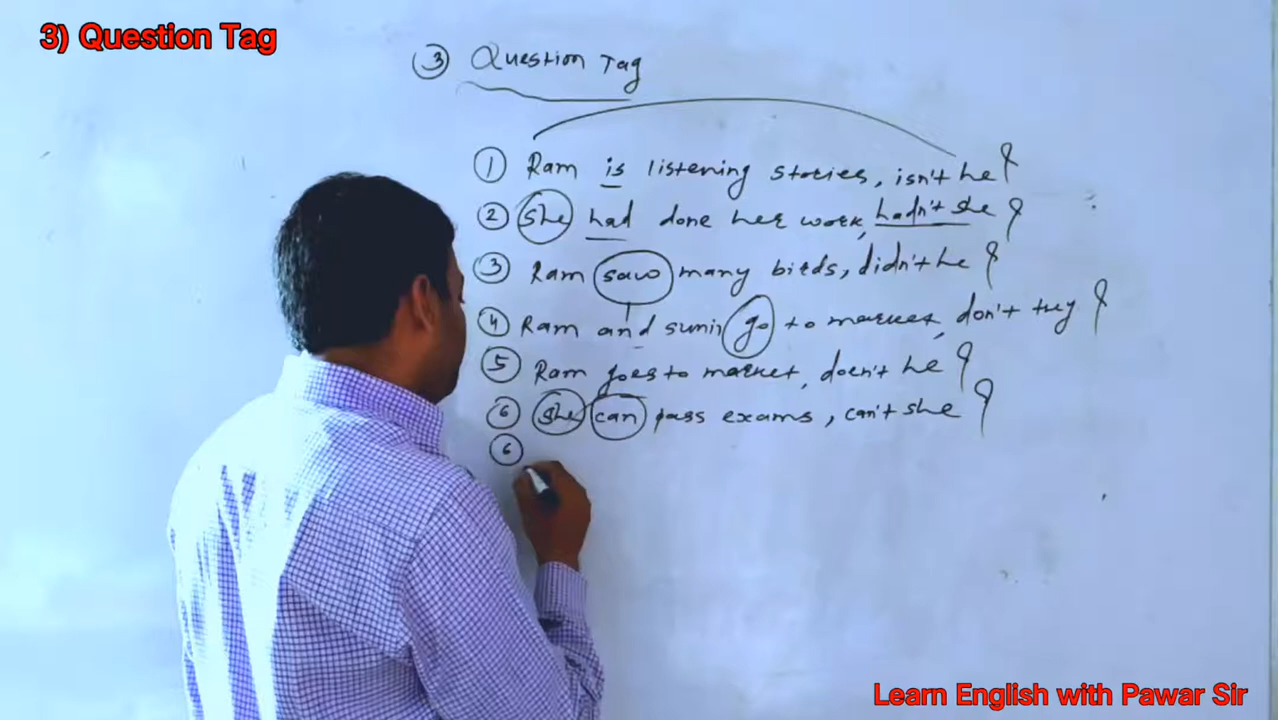 3) Question Tag
③ Question Tag
① Ram is listening stories, isn't he?
② she had done her work, hadn't she?
③ Ram saw many birds, didn't he?
④ Ram and sumir go to market, don't they?
⑤ Ram goes to market, doen't he?
⑥ she can pass exams, can't she?
⑥
Learn English with Pawar Sir